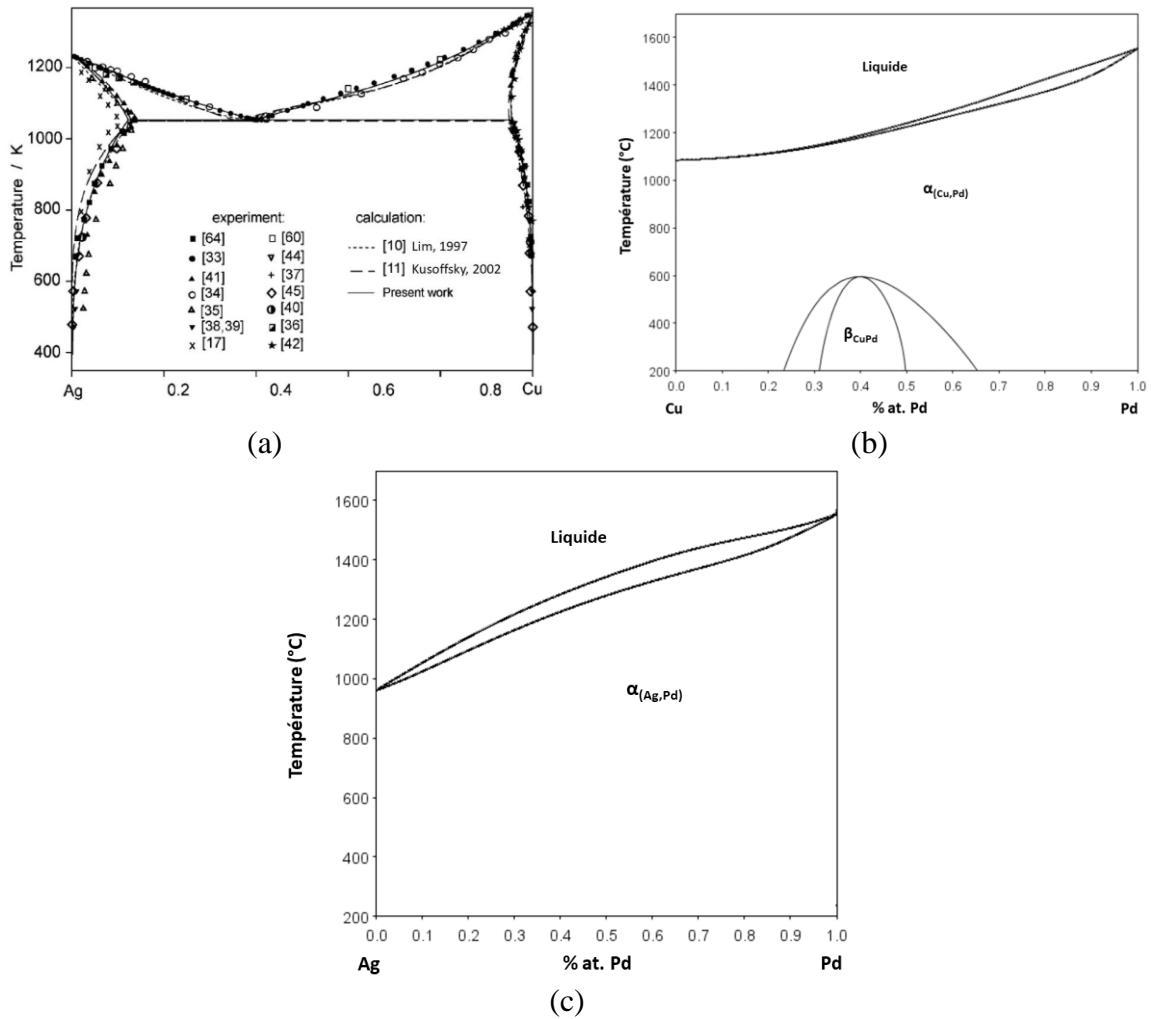 1200
1000
800
600
400
Temperature / K
experiment:
[64]
[33]
[41]
[34]
[35]
[38,39]
[17]
[60]
[44]
[37]
[45]
[40]
[36]
[42]
calculation:
[10] Lim, 1997
[11] Kusoffsky, 2002
Present work
Ag 0.2 0.4 0.6 0.8 Cu
(a)
1600
1400
1200
1000
800
600
400
200
Température (°C)
Liquide
α(Cu,Pd)
βCuPd
0.0 0.1 0.2 0.3 0.4 0.5 0.6 0.7 0.8 0.9 1.0
Cu % at. Pd Pd
(b)
1600
1400
1200
1000
800
600
400
200
Température (°C)
Liquide
α(Ag,Pd)
0.0 0.1 0.2 0.3 0.4 0.5 0.6 0.7 0.8 0.9 1.0
Ag % at. Pd Pd
(c)